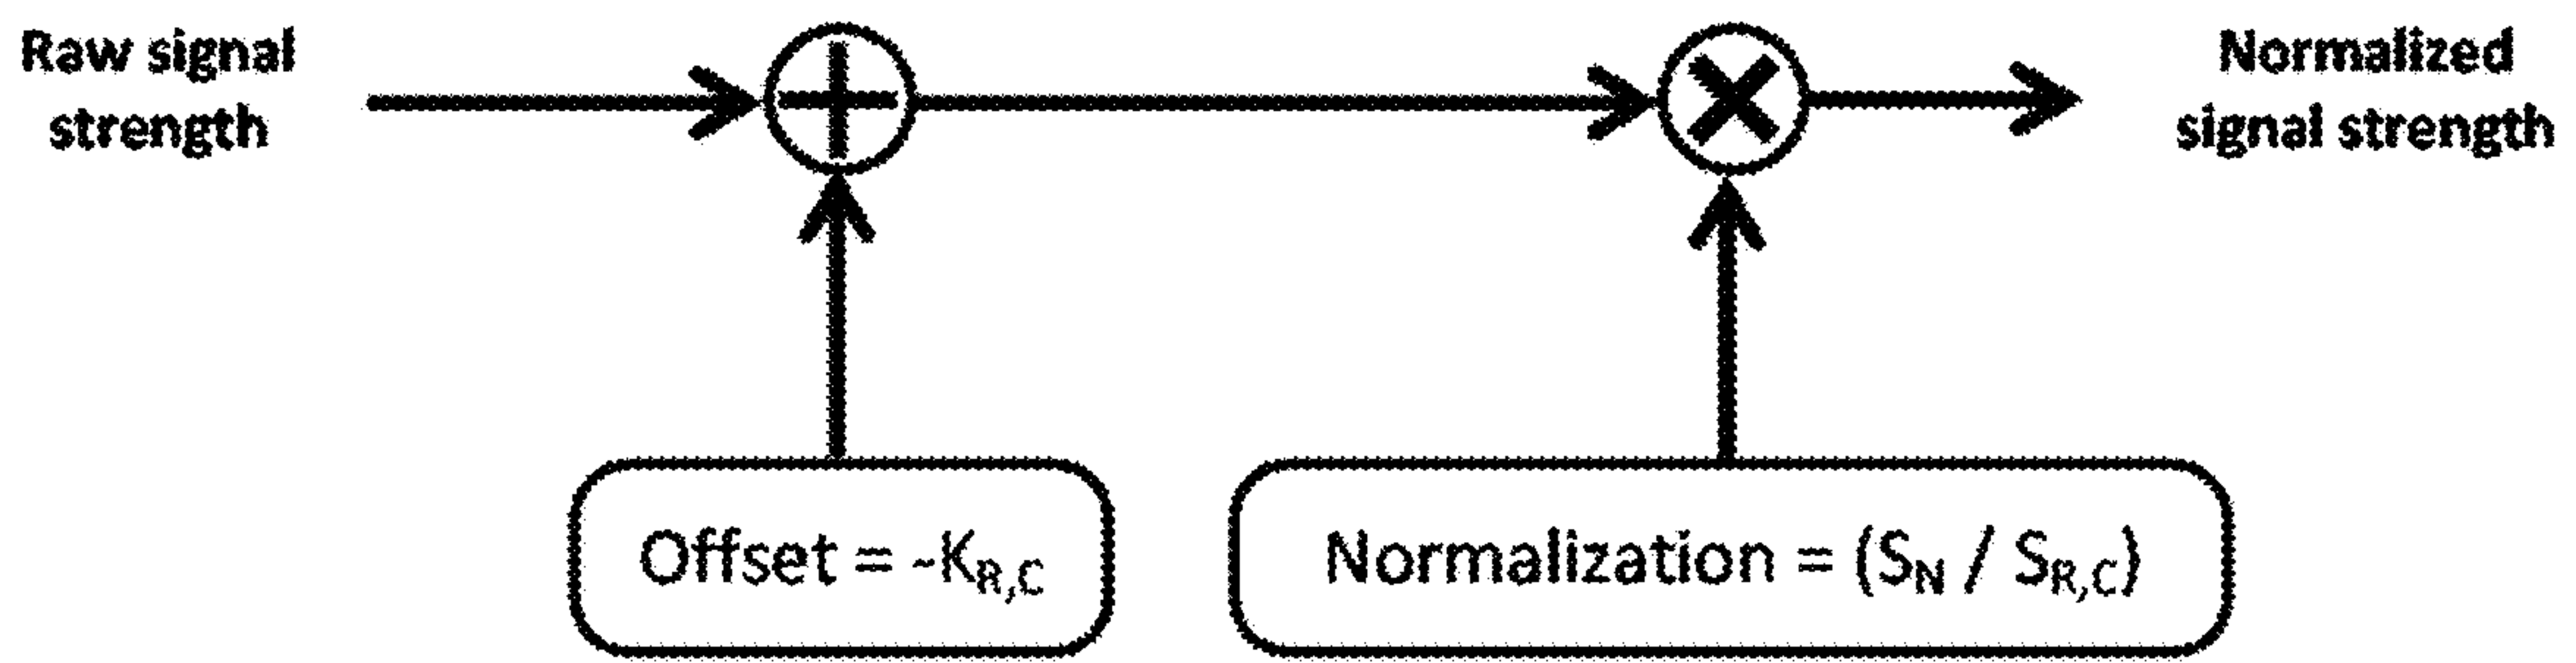 Raw signal
strength
Normalized
signal strength
Offset = -K_R,C
Normalization = (S_N / S_R,C)